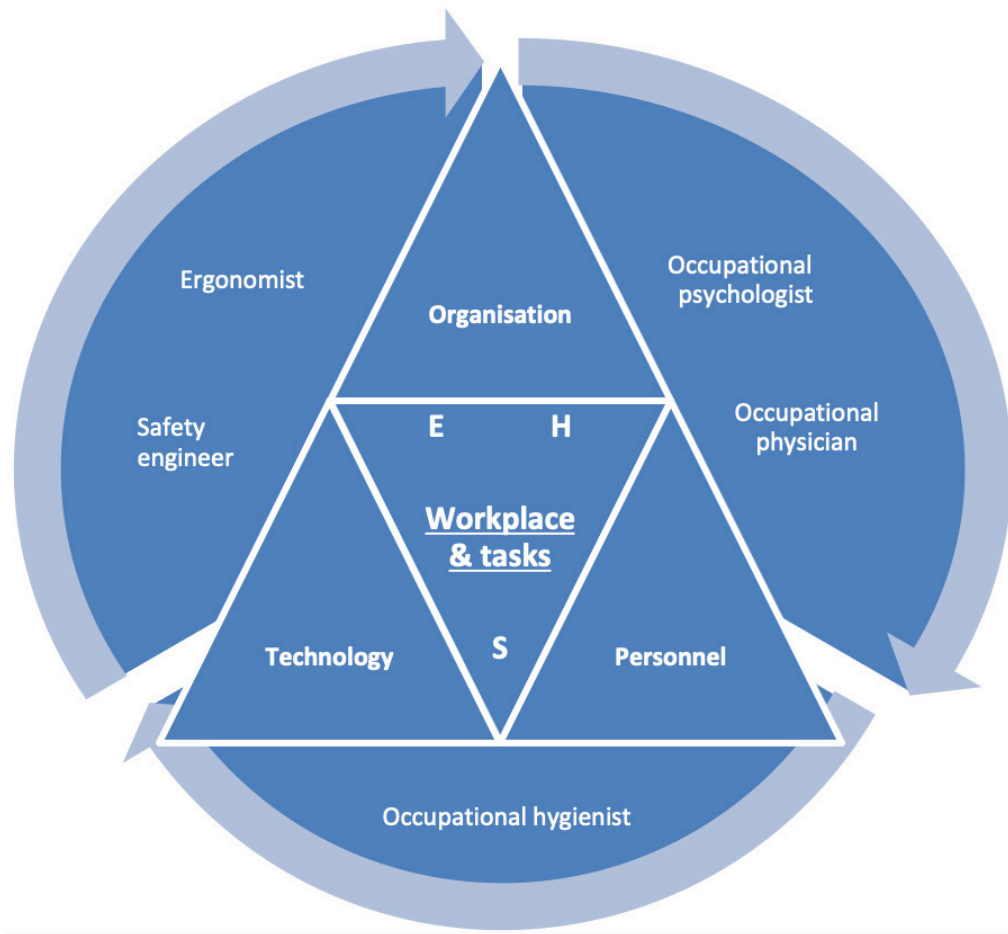 Ergonomist
Occupational
psychologist
Organisation
Safety
engineer
Occupational
physician
E H
Workplace
& tasks
S
Technology
Personnel
Occupational hygienist